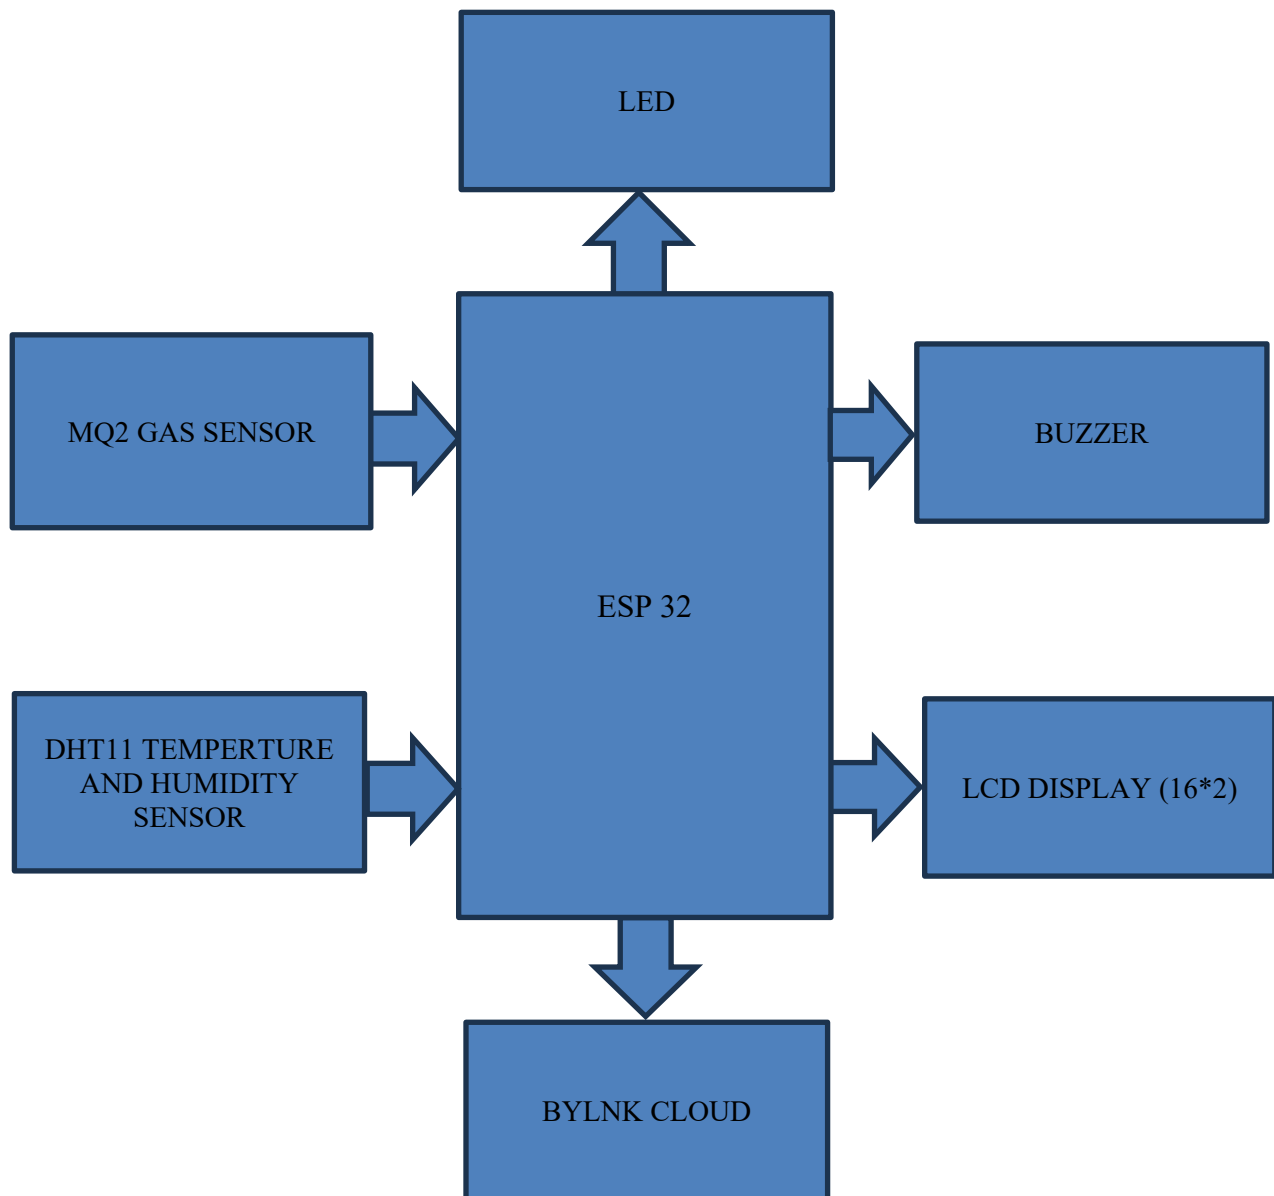 LED
MQ2 GAS SENSOR
BUZZER
ESP 32
DHT11 TEMPERTURE
AND HUMIDITY
SENSOR
LCD DISPLAY (16*2)
BYLNK CLOUD